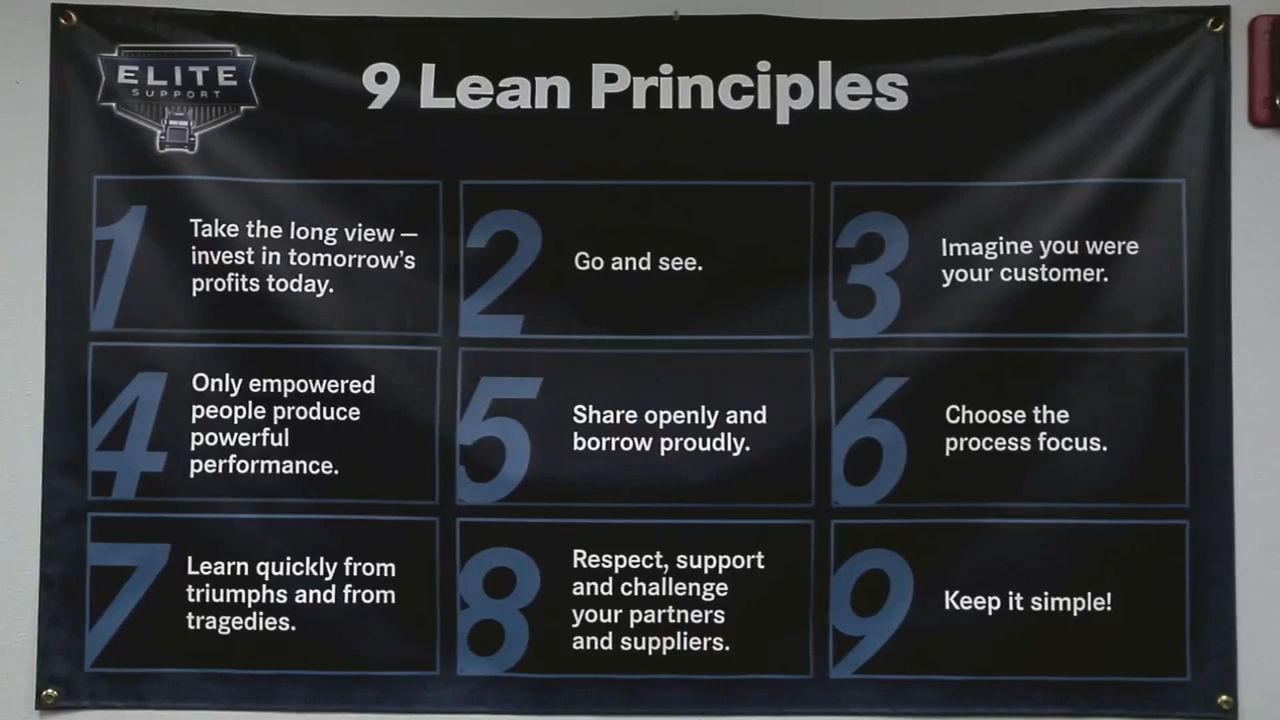 ELITE
SUPPORT
9 Lean Principles
1
Take the long view —
invest in tomorrow's
profits today.
2
Go and see.
3
Imagine you were
your customer.
4
Only empowered
people produce
powerful
performance.
5
Share openly and
borrow proudly.
6
Choose the
process focus.
7
Learn quickly from
triumphs and from
tragedies.
8
Respect, support
and challenge
your partners
and suppliers.
9
Keep it simple!